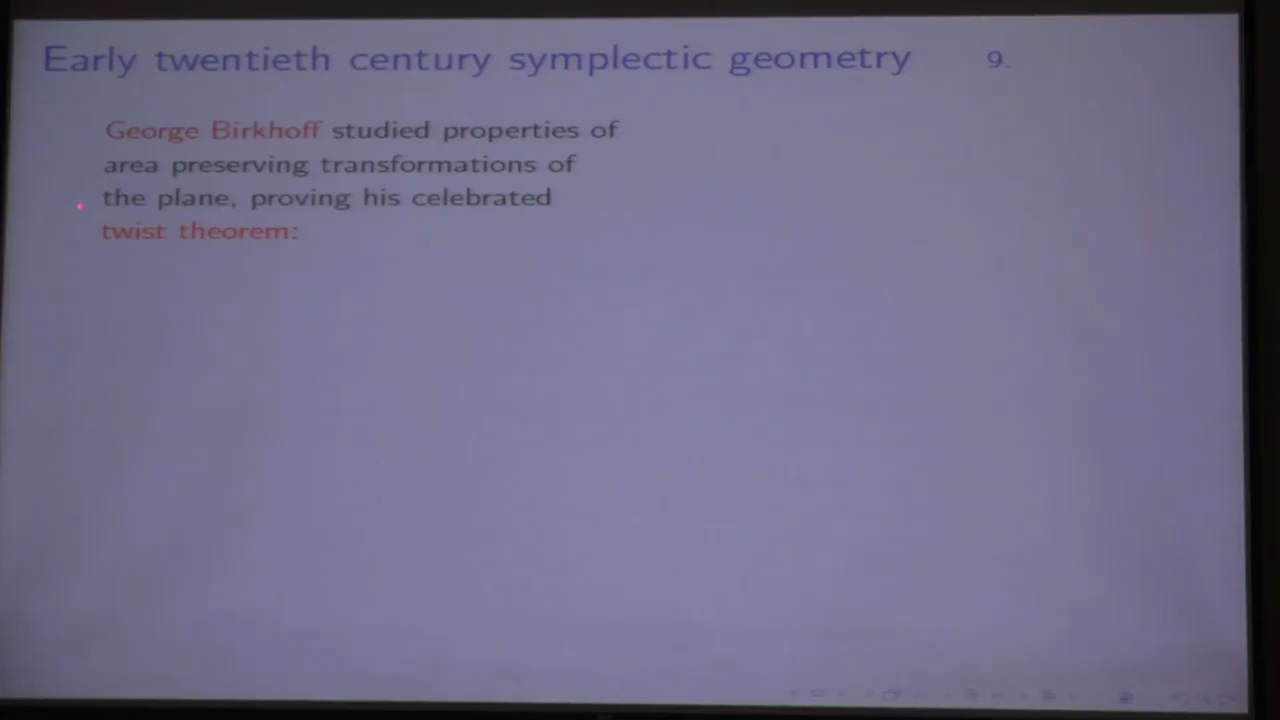 Early twentieth century symplectic geometry 9.
George Birkhoff studied properties of
area preserving transformations of
the plane, proving his celebrated
twist theorem: